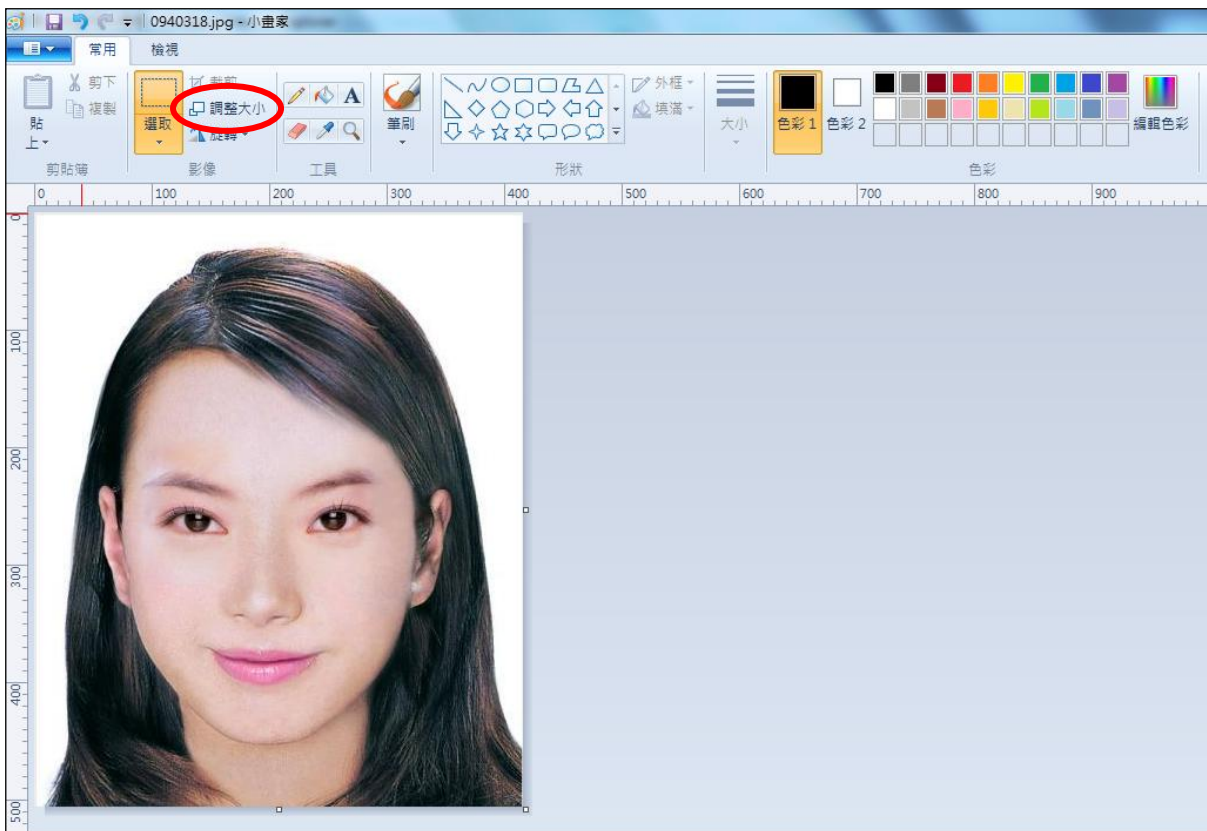 0940318.jpg - 小畫家
常用 檢視
剪下
複製
貼上
剪貼簿
選取
裁剪
調整大小
旋轉
影像
A
工具
筆刷
外框
填滿
形狀
大小
色彩 1
色彩 2
編輯色彩
色彩
0 100 200 300 400 500 600 700 800 900
0
100
200
300
400
500